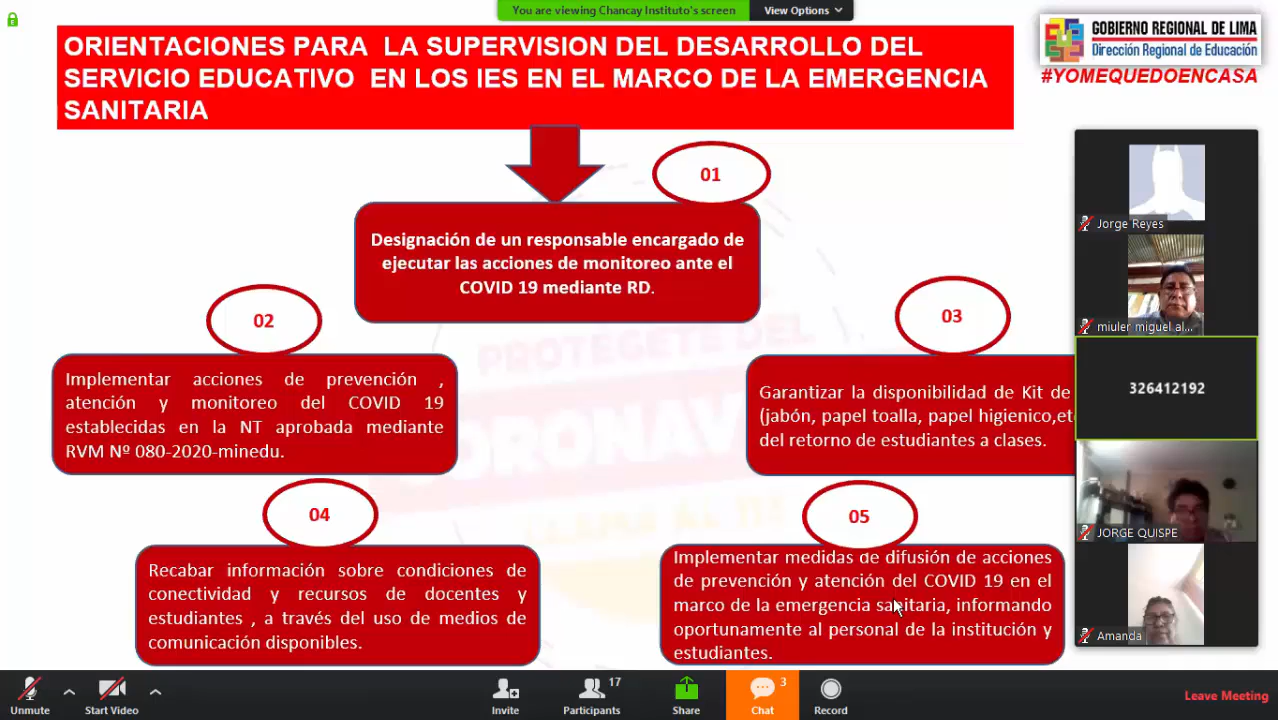 You are viewing Chancay Instituto's screen
View Options
ORIENTACIONES PARA LA SUPERVISION DEL DESARROLLO DEL
SERVICIO EDUCATIVO EN LOS IES EN EL MARCO DE LA EMERGENCIA
SANITARIA
GOBIERNO REGIONAL DE LIMA
Dirección Regional de Educación
#YOMEQUEDOENCASA
01
Designación de un responsable encargado de
ejecutar las acciones de monitoreo ante el
COVID 19 mediante RD.
02
Implementar acciones de prevención ,
atención y monitoreo del COVID 19
establecidas en la NT aprobada mediante
RVM Nº 080-2020-minedu.
03
Garantizar la disponibilidad de Kit de
(jabón, papel toalla, papel higienico,etc
del retorno de estudiantes a clases.
04
Recabar información sobre condiciones de
conectividad y recursos de docentes y
estudiantes , a través del uso de medios de
comunicación disponibles.
05
Implementar medidas de difusión de acciones
de prevención y atención del COVID 19 en el
marco de la emergencia sanitaria, informando
oportunamente al personal de la institución y
estudiantes.
PROTEGETE DEL
CORONAVI
LLAMA AL 113
Jorge Reyes
miuler miguel al...
326412192
JORGE QUISPE
Amanda
Unmute
Start Video
Invite
Participants
17
Share
Chat
3
Record
Leave Meeting